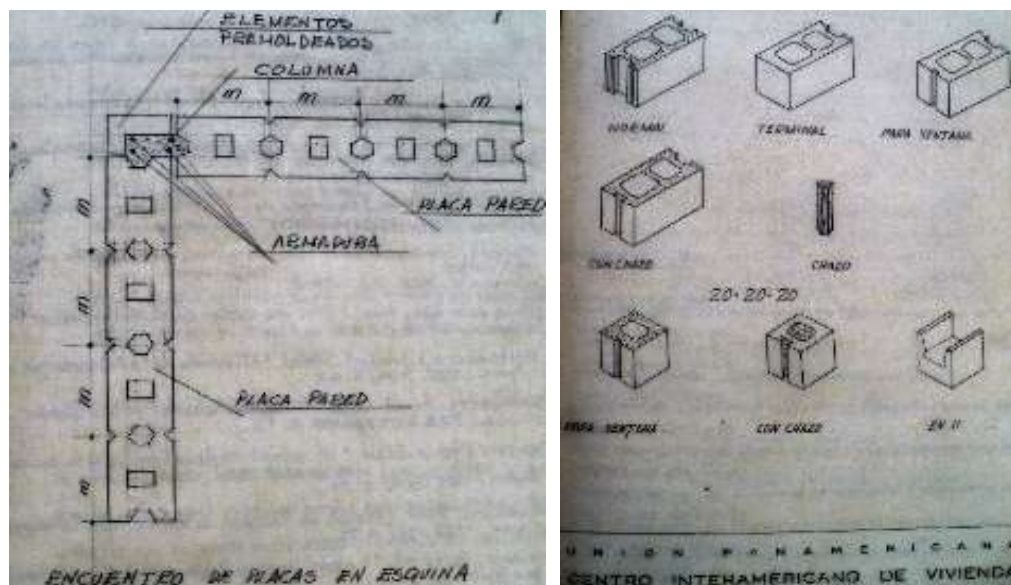 ELEMENTOS
PREMOLDEADOS
COLUMNA
m m m m
PLACA PARED
ARMADURA
m
m
PLACA PARED
m
m
ENCUENTRO DE PLACAS EN ESQUINA
NORMAL TERMINAL PARA VENTANA
CON CHAZO CHAZO
20-20-20
PARA VENTANA CON CHAZO EN U
UNION PANAMERICANA
CENTRO INTERAMERICANO DE VIVIENDA